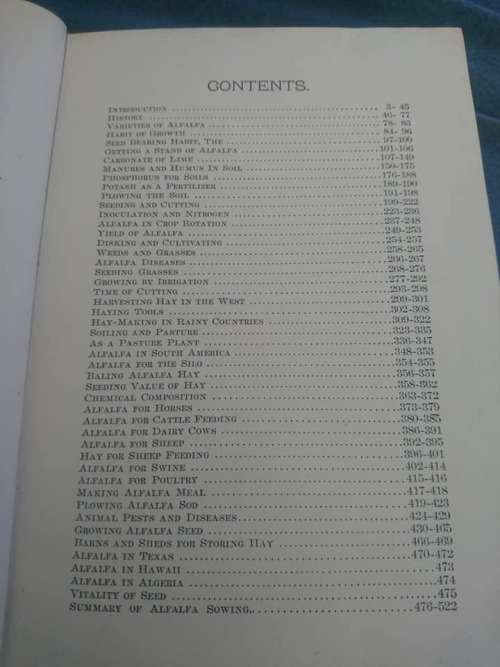 CONTENTS.
INTRODUCTION 3- 45
HISTORY 46- 77
VARIETIES OF ALFALFA 78- 83
HABIT OF GROWTH 84- 96
SEED BEARING HABIT, THE 97-100
GETTING A STAND OF ALFALFA 101-106
CARBONATE OF LIME 107-149
MANURES AND HUMUS IN SOIL 150-175
PHOSPHORUS FOR SOILS 176-188
POTASH AS A FERTILIZER 189-190
PLOWING THE SOIL 191-198
SEEDING AND CUTTING 199-222
INOCULATION AND NITROGEN 223-236
ALFALFA IN CROP ROTATION 237-248
YIELD OF ALFALFA 249-253
DISKING AND CULTIVATING 254-257
WEEDS AND GRASSES 258-265
ALFALFA DISEASES 266-267
SEEDING GRASSES 268-276
GROWING BY IRRIGATION 277-292
TIME OF CUTTING 293-298
HARVESTING HAY IN THE WEST 299-301
HAYING TOOLS 302-308
HAY-MAKING IN RAINY COUNTRIES 309-322
SOILING AND PASTURE 323-335
AS A PASTURE PLANT 336-347
ALFALFA IN SOUTH AMERICA 348-353
ALFALFA FOR THE SILO 354-355
BALING ALFALFA HAY 356-357
SEEDING VALUE OF HAY 358-362
CHEMICAL COMPOSITION 363-372
ALFALFA FOR HORSES 373-379
ALFALFA FOR CATTLE FEEDING 380-385
ALFALFA FOR DAIRY COWS 386-391
ALFALFA FOR SHEEP 392-395
HAY FOR SHEEP FEEDING 396-401
ALFALFA FOR SWINE 402-414
ALFALFA FOR POULTRY 415-416
MAKING ALFALFA MEAL 417-418
PLOWING ALFALFA SOD 419-423
ANIMAL PESTS AND DISEASES 424-429
GROWING ALFALFA SEED 430-465
BARNS AND SHEDS FOR STORING HAY 466-469
ALFALFA IN TEXAS 470-472
ALFALFA IN HAWAII 473
ALFALFA IN ALGERIA 474
VITALITY OF SEED 475
SUMMARY OF ALFALFA SOWING 476-522